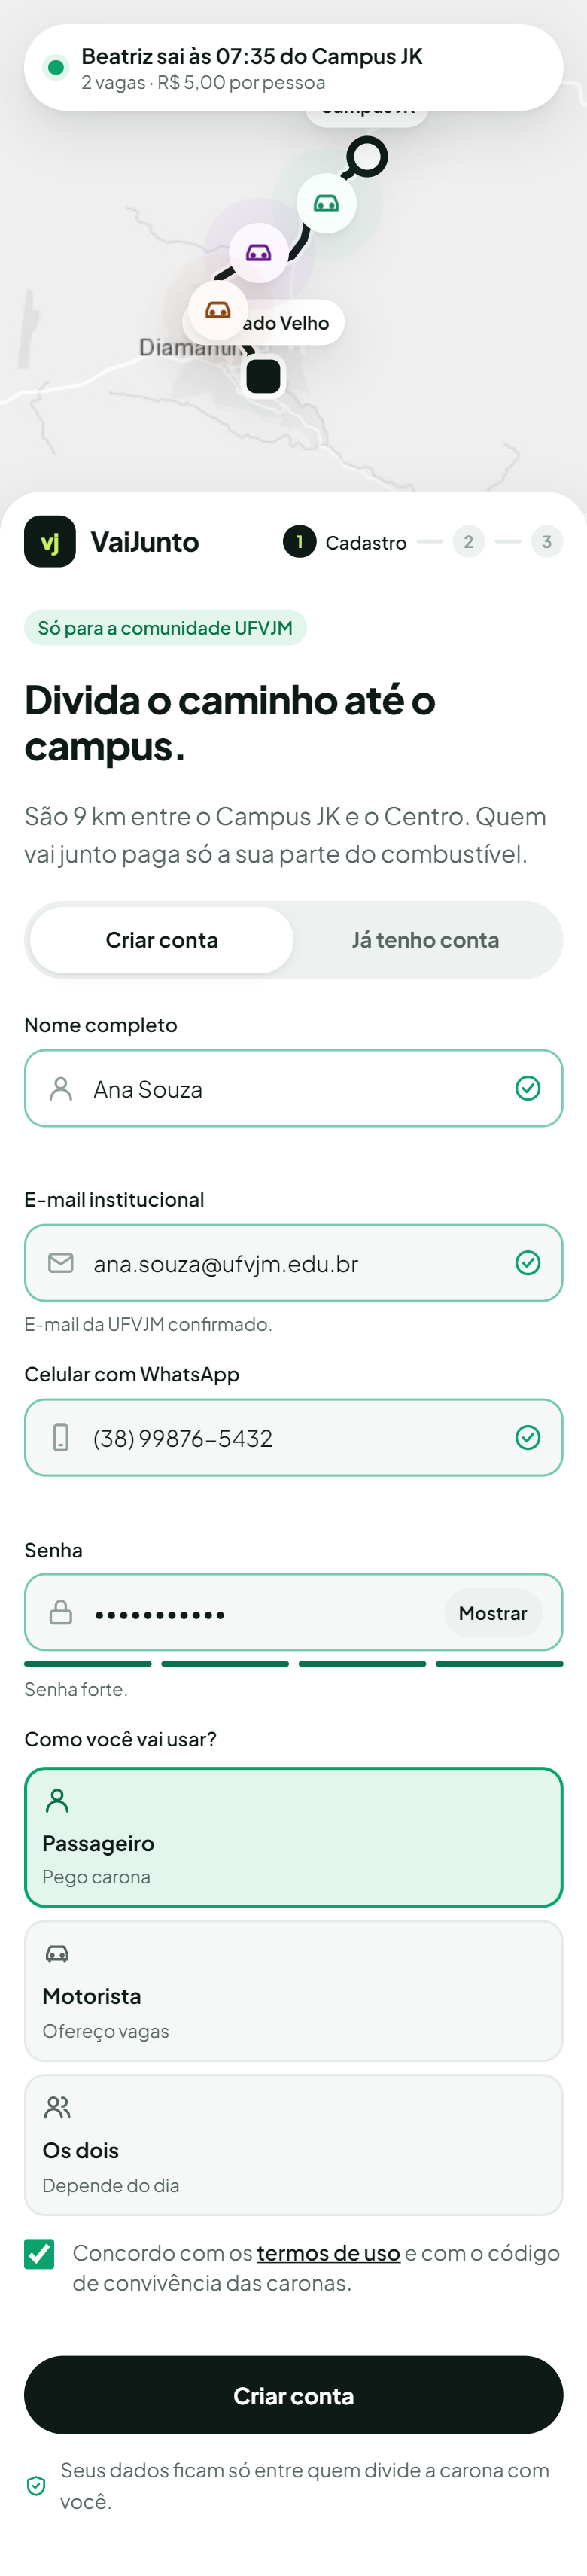 Beatriz sai às 07:35 do Campus JK
2 vagas · R$ 5,00 por pessoa
Campus JK
ado Velho
Diamantin
vj VaiJunto
1 Cadastro 2 3
Só para a comunidade UFVJM
Divida o caminho até o
campus.
São 9 km entre o Campus JK e o Centro. Quem
vai junto paga só a sua parte do combustível.
Criar conta Já tenho conta
Nome completo
Ana Souza
E-mail institucional
ana.souza@ufvjm.edu.br
E-mail da UFVJM confirmado.
Celular com WhatsApp
(38) 99876-5432
Senha
••••••••••• Mostrar
Senha forte.
Como você vai usar?
Passageiro
Pego carona
Motorista
Ofereço vagas
Os dois
Depende do dia
Concordo com os termos de uso e com o código
de convivência das caronas.
Criar conta
Seus dados ficam só entre quem divide a carona com
você.